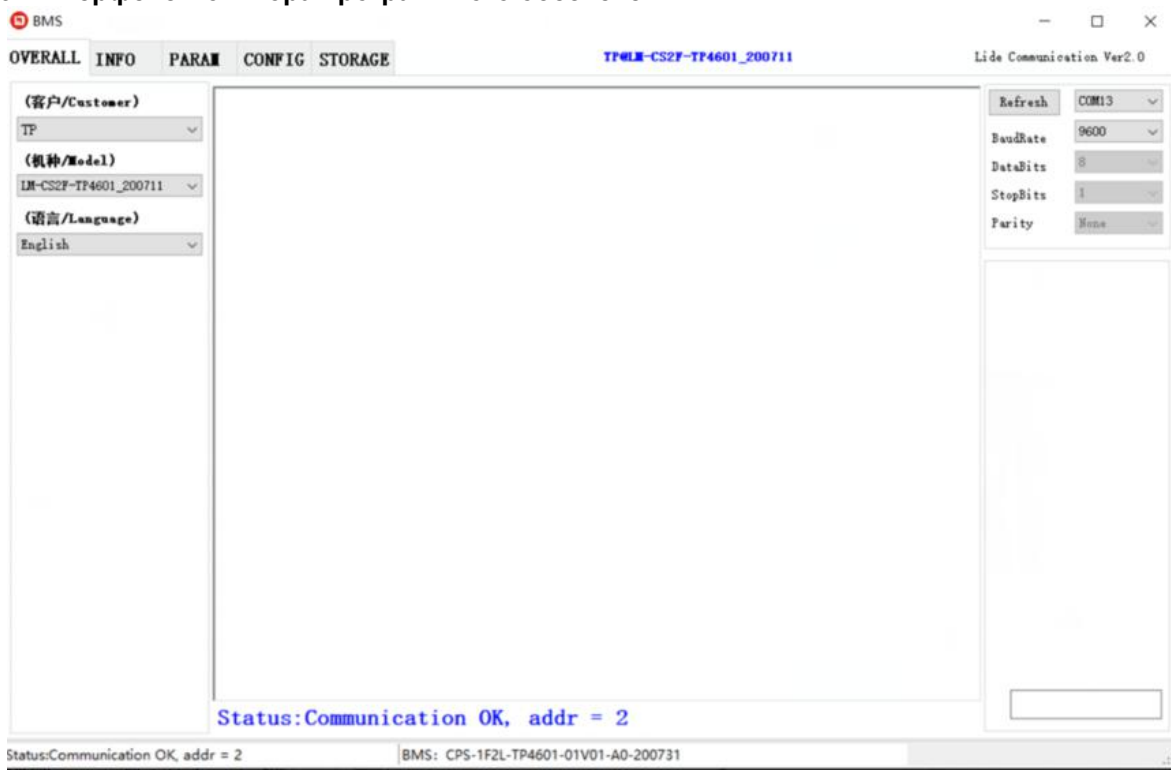 BMS
OVERALL INFO PARAM CONFIG STORAGE
TP@LM-CS2F-TP4601_200711
Lide Communication Ver2.0
(客户/Customer)
TP
(机种/Model)
LM-CS2F-TP4601_200711
(语言/Language)
English
Refresh COM13
BaudRate 9600
DataBits 8
StopBits 1
Parity None
Status:Communication OK, addr = 2
Status:Communication OK, addr = 2
BMS: CPS-1F2L-TP4601-01V01-A0-200731